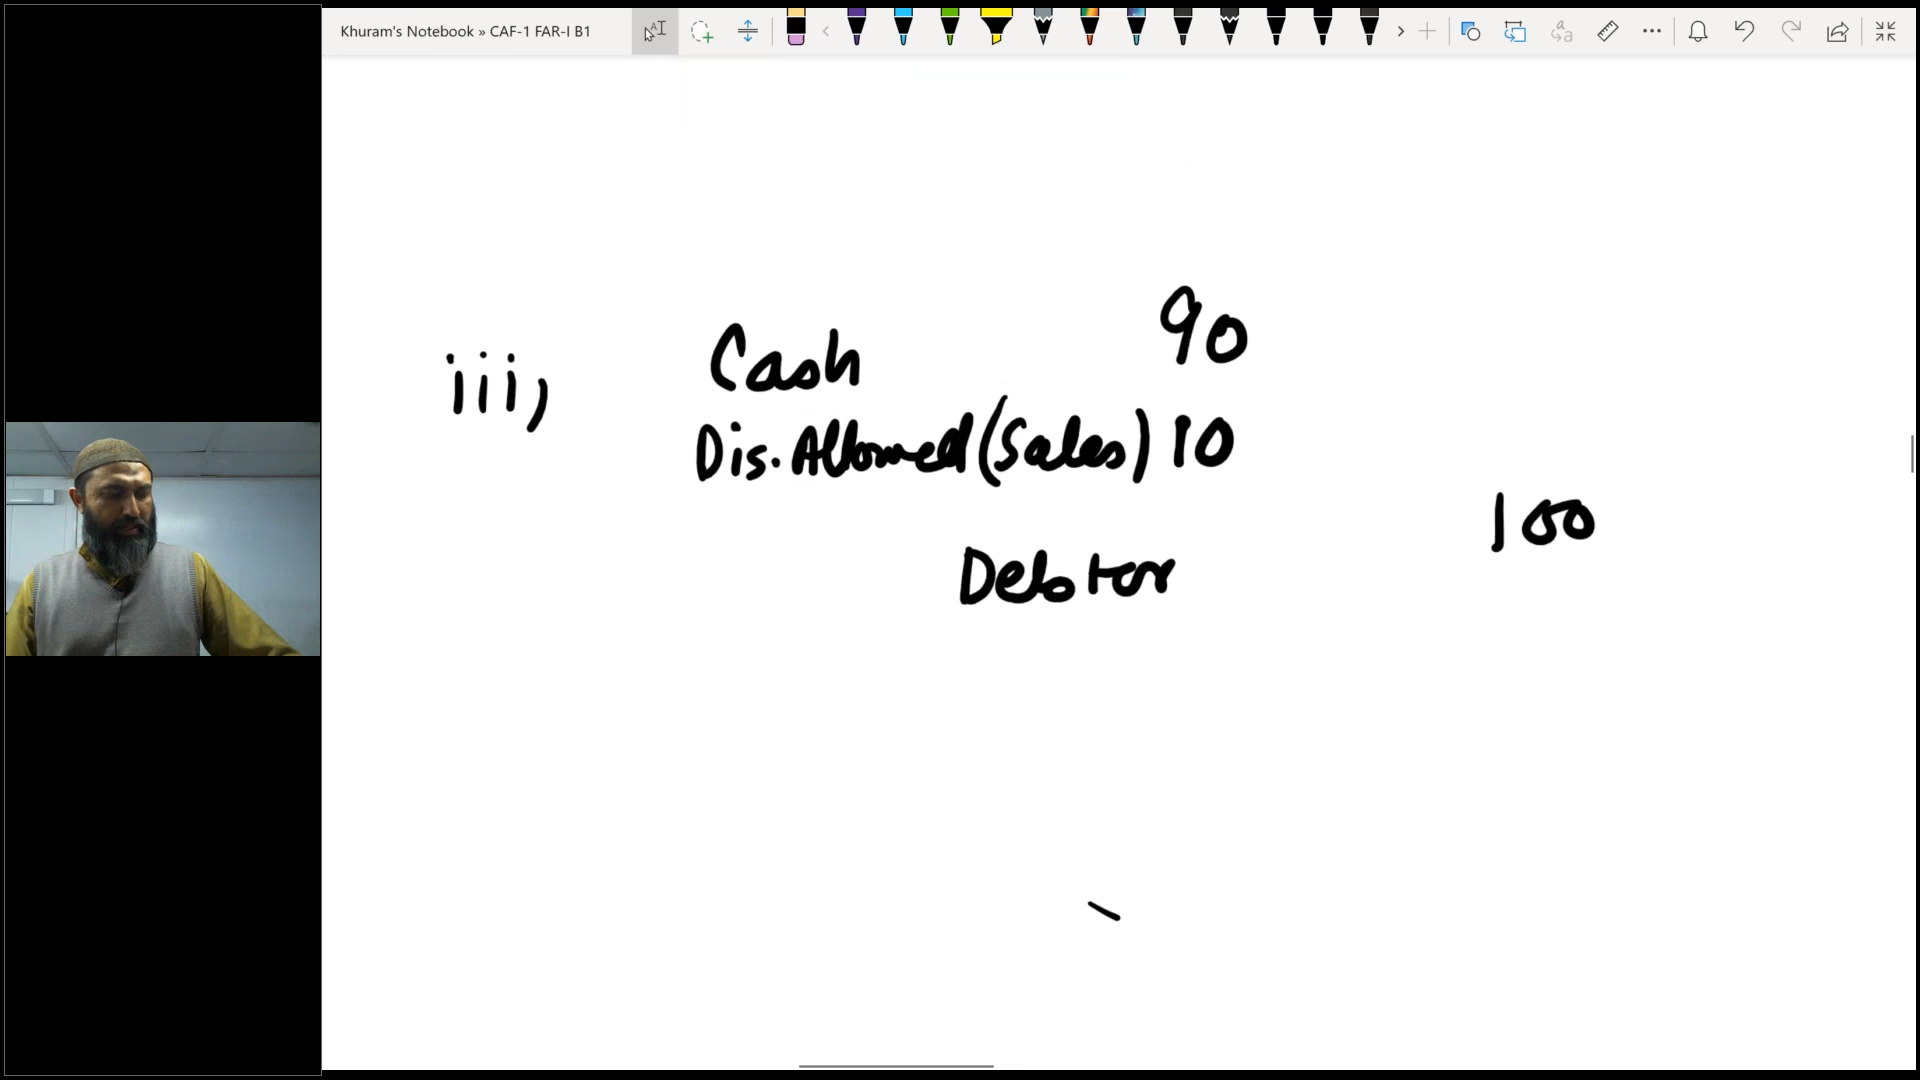 Khuram's Notebook » CAF-1 FAR-I B1
iii, Cash 90
Dis. Allowed (Sales) 10
Debtor 100